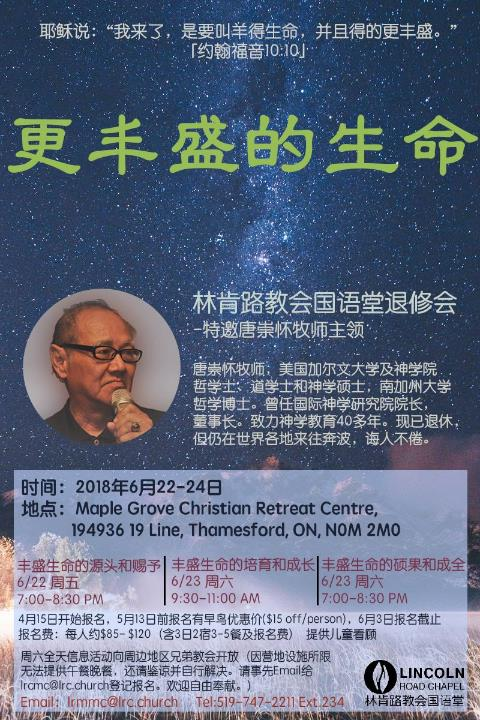 耶稣说：“我来了，是要叫羊得生命，并且得的更丰盛。”
「约翰福音10:10」
更丰盛的生命
林肯路教会国语堂退修会
-特邀唐崇怀牧师主领
唐崇怀牧师，美国加尔文大学及神学院
哲学士、道学士和神学硕士，南加州大学
哲学博士。曾任国际神学研究院院长，
董事长。致力神学教育40多年。现已退休，
但仍在世界各地来往奔波，诲人不倦。
时间：2018年6月22-24日
地点：Maple Grove Christian Retreat Centre,
194936 19 Line, Thamesford, ON, N0M 2M0
丰盛生命的源头和赐予
6/22 周五
7:00-8:30 PM
丰盛生命的培育和成长
6/23 周六
9:30-11:00 AM
丰盛生命的硕果和成全
6/23 周六
7:00-8:30 PM
4月15日开始报名，5月13日前报名有早鸟优惠价($15 off/person)，6月3日报名截止
报名费：每人约$85- $120（含3日2宿3-5餐及报名费） 提供儿童看顾
周六全天信息活动向周边地区兄弟教会开放（因营地设施所限
无法提供午餐晚餐，还请鉴谅并自行解决。请事先Email给
lrcmc@lrc.church登记报名。欢迎自由奉献。）
Email：lrmmc@lrc.church Tel:519-747-2211 Ext.234
LINCOLN
ROAD CHAPEL
林肯路教会国语堂